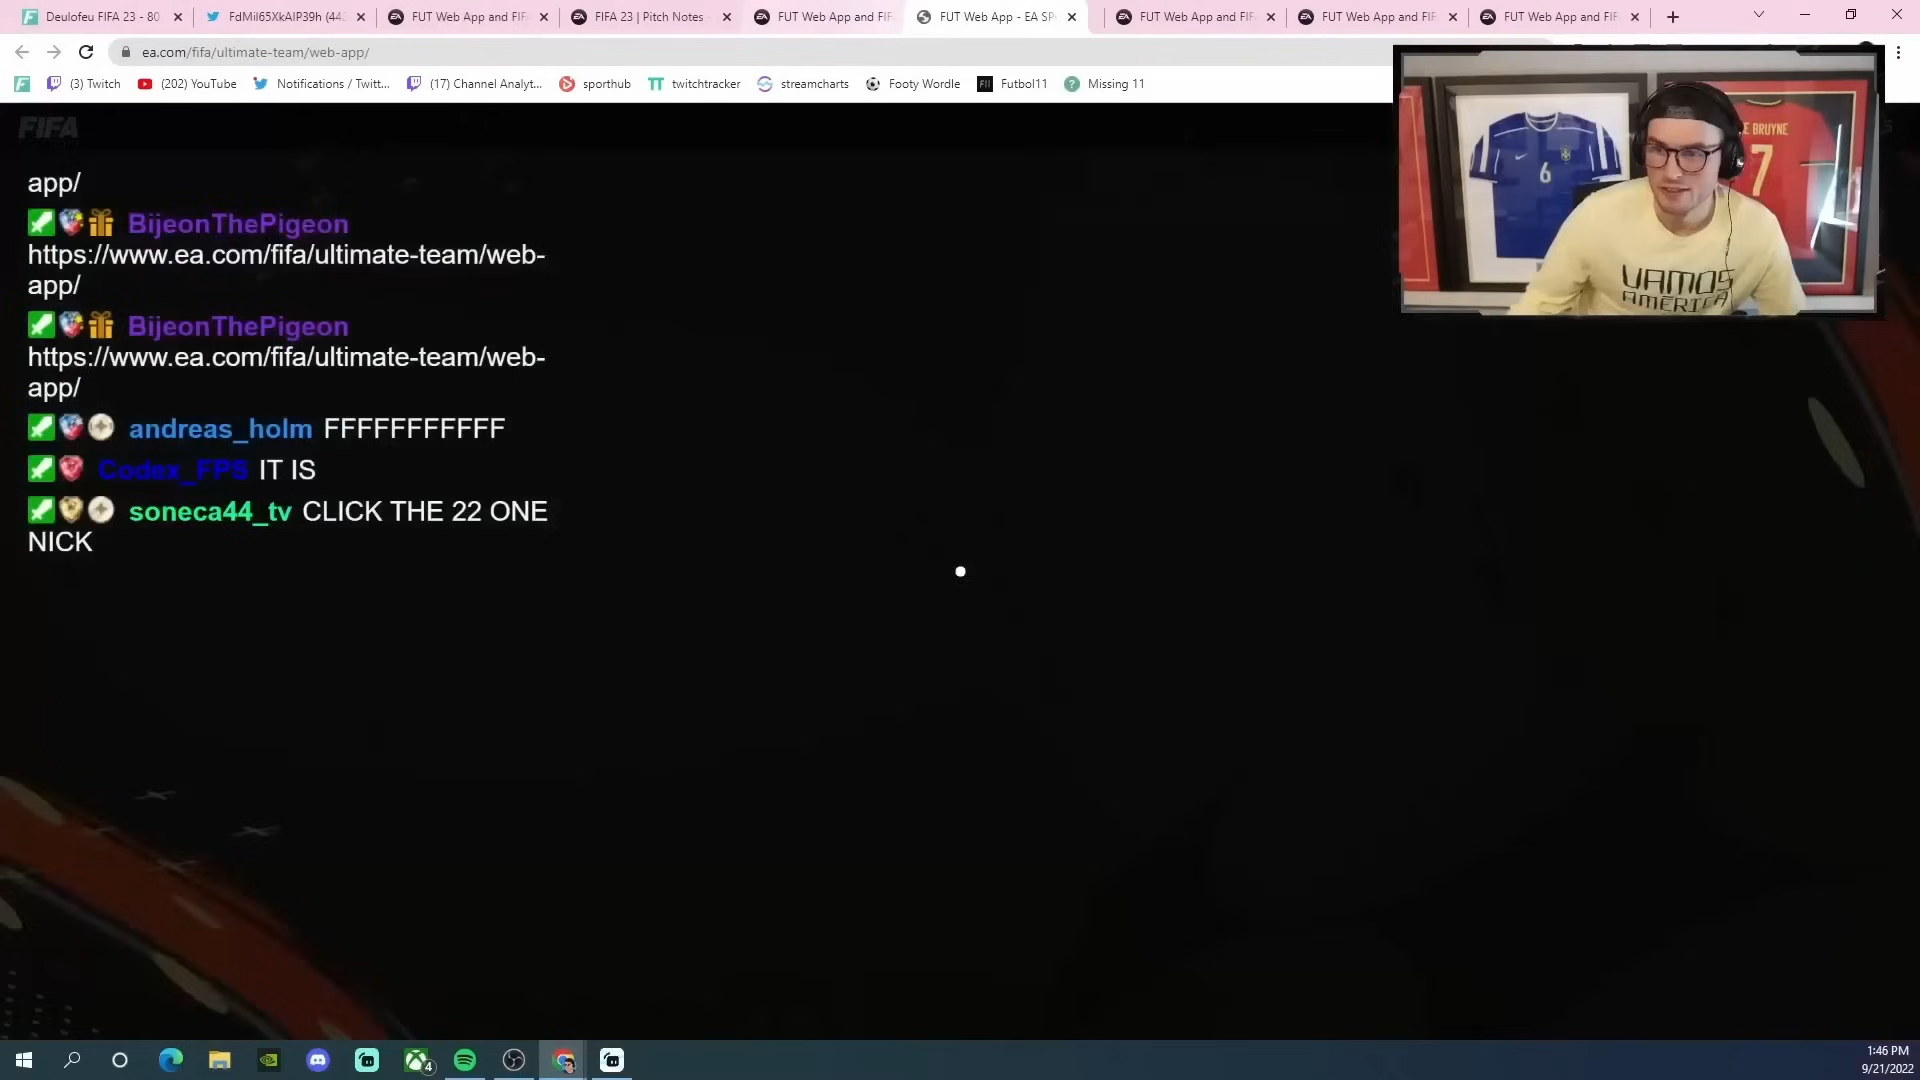 Deulofeu FIFA 23 - 80
FdMil65XkAIP39h (44
FUT Web App and FIF
FIFA 23 | Pitch Notes
FUT Web App and FIF
FUT Web App - EA SP
FUT Web App and FIF
FUT Web App and FIF
FUT Web App and FIF
ea.com/fifa/ultimate-team/web-app/
(3) Twitch
(202) YouTube
Notifications / Twitt...
(17) Channel Analyt...
sporthub
TT twitchtracker
streamcharts
Footy Wordle
Futbol11
Missing 11
FIFA
app/
BijeonThePigeon
https://www.ea.com/fifa/ultimate-team/web-
app/
BijeonThePigeon
https://www.ea.com/fifa/ultimate-team/web-
app/
andreas_holm FFFFFFFFFFF
Codex_FPS IT IS
soneca44_tv CLICK THE 22 ONE
NICK
6
E BRUYNE
7
VAMOS
AMÉRICA
4
1:46 PM
9/21/2022